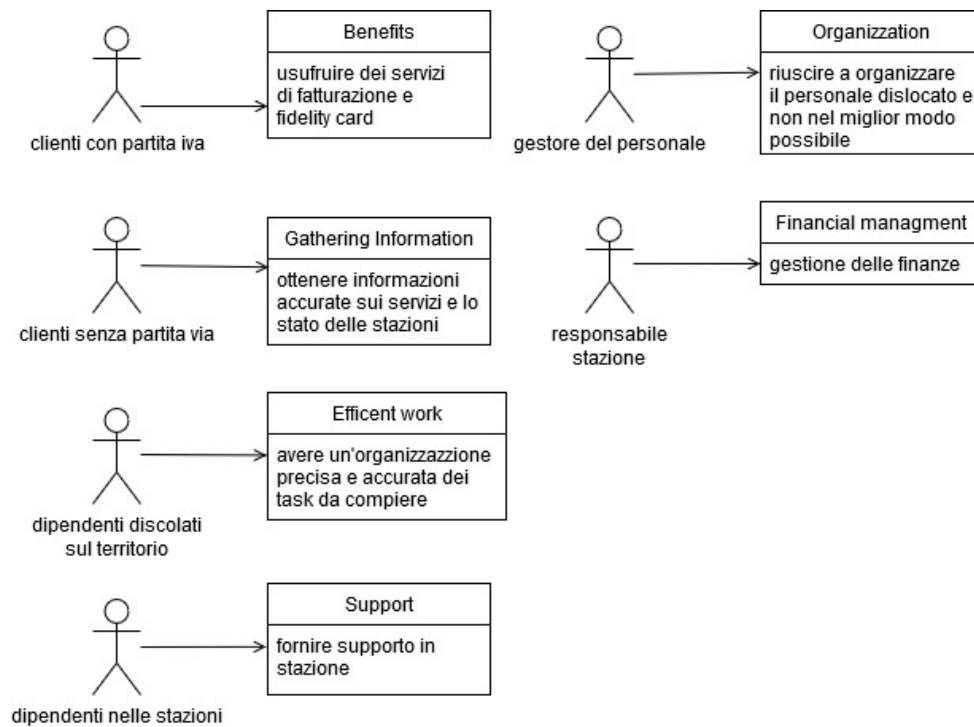 Benefits
usufruire dei servizi
di fatturazione e
fidelity card
clienti con partita iva
Organizzation
riuscire a organizzare
il personale dislocato e
non nel miglior modo
possibile
gestore del personale
Gathering Information
ottenere informazioni
accurate sui servizi e lo
stato delle stazioni
clienti senza partita via
Financial managment
gestione delle finanze
responsabile
stazione
Efficent work
avere un'organizzazzione
precisa e accurata dei
task da compiere
dipendenti discolati
sul territorio
Support
fornire supporto in
stazione
dipendenti nelle stazioni